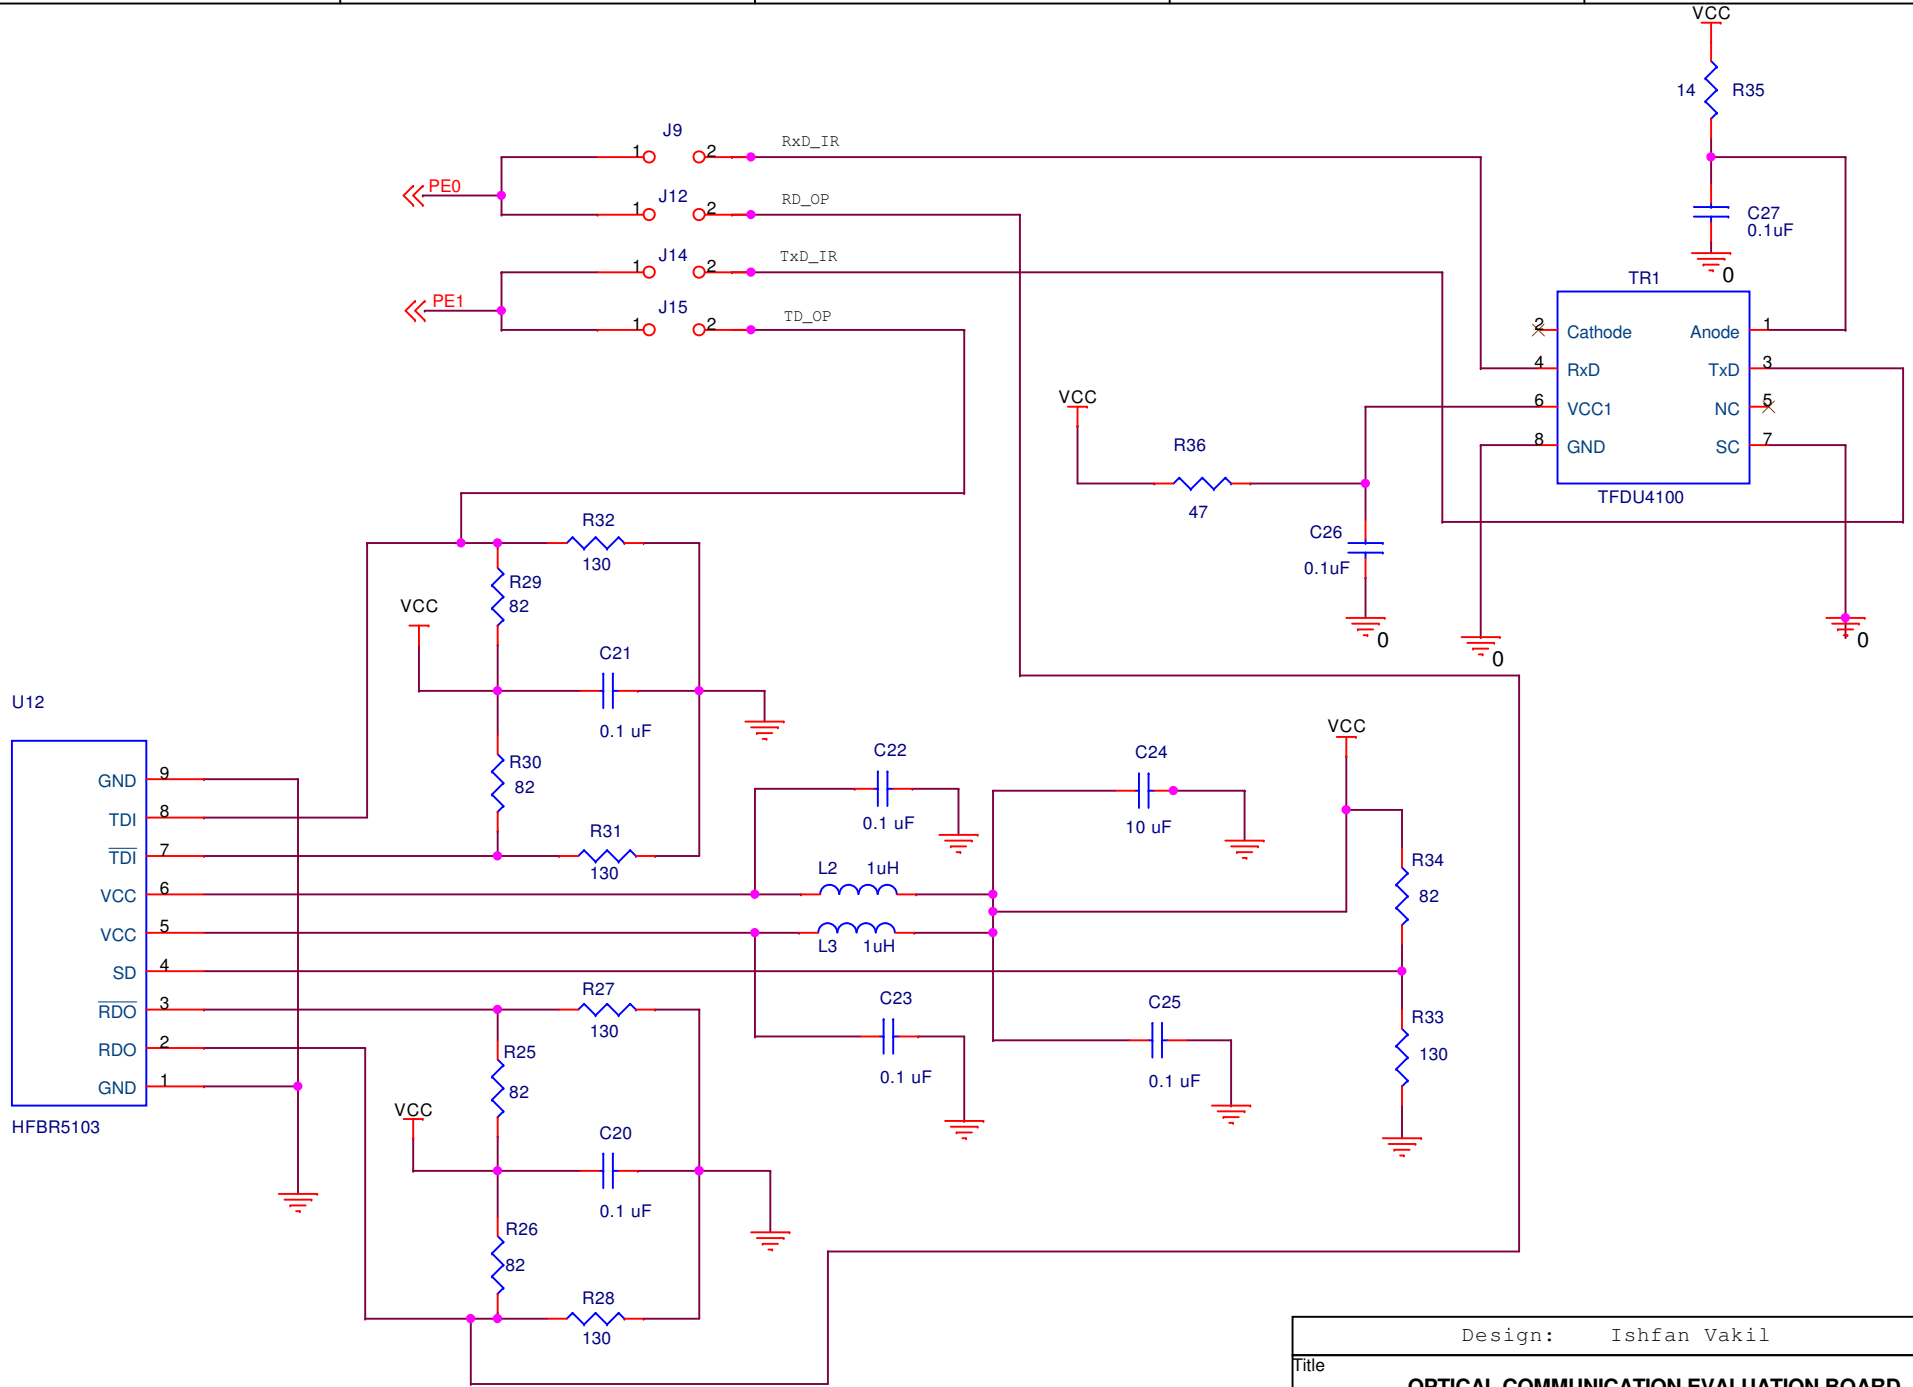 VCC
14
R35
J9
1
2
RxD_IR
PE0
J12
1
2
RD_OP
C27
0.1uF
0
J14
1
2
TxD_IR
PE1
J15
1
2
TD_OP
TR1
2
Cathode
Anode
1
4
RxD
TxD
3
6
VCC1
NC
5
8
GND
SC
7
TFDU4100
VCC
R36
47
C26
0.1uF
0
0
0
R32
130
R29
82
VCC
C21
0.1 uF
R30
82
R31
130
U12
GND
9
TDI
8
TDI
7
VCC
6
VCC
5
SD
4
RDO
3
RDO
2
GND
1
HFBR5103
C22
0.1 uF
C24
10 uF
VCC
L2
1uH
L3
1uH
R34
82
R27
130
C23
0.1 uF
C25
0.1 uF
R33
130
R25
82
VCC
C20
0.1 uF
R26
82
R28
130
Design: Ishfan Vakil
Title
OPTICAL COMMUNICATION EVALUATION BOARD